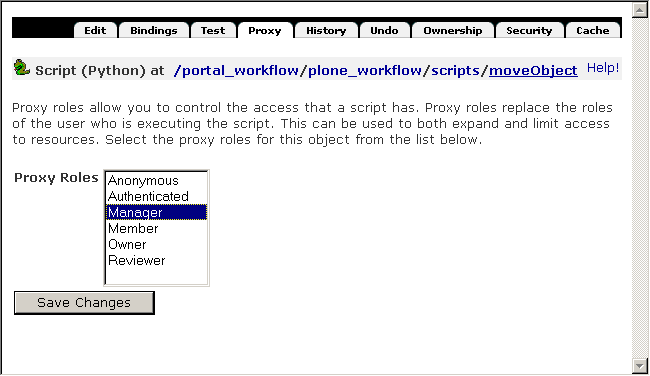 Edit Bindings Test Proxy History Undo Ownership Security Cache
Script (Python) at /portal_workflow/plone_workflow/scripts/moveObject Help!
Proxy roles allow you to control the access that a script has. Proxy roles replace the roles
of the user who is executing the script. This can be used to both expand and limit access
to resources. Select the proxy roles for this object from the list below.
Proxy Roles Anonymous
Authenticated
Manager
Member
Owner
Reviewer
Save Changes